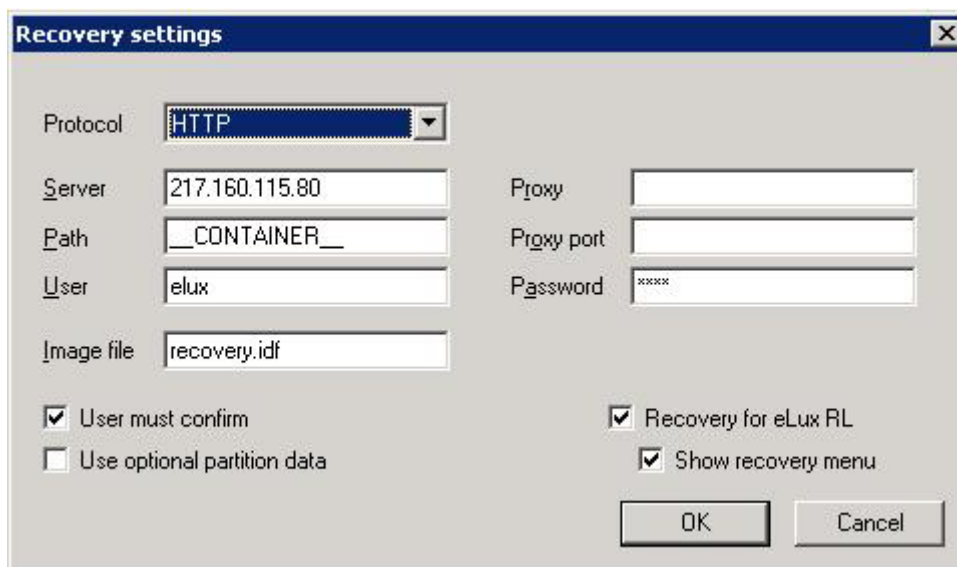 Recovery settings
Protocol HTTP
Server 217.160.115.80 Proxy
Path __CONTAINER__ Proxy port
User elux Password ****
Image file recovery.idf
User must confirm Recovery for eLux RL
Use optional partition data Show recovery menu
OK Cancel